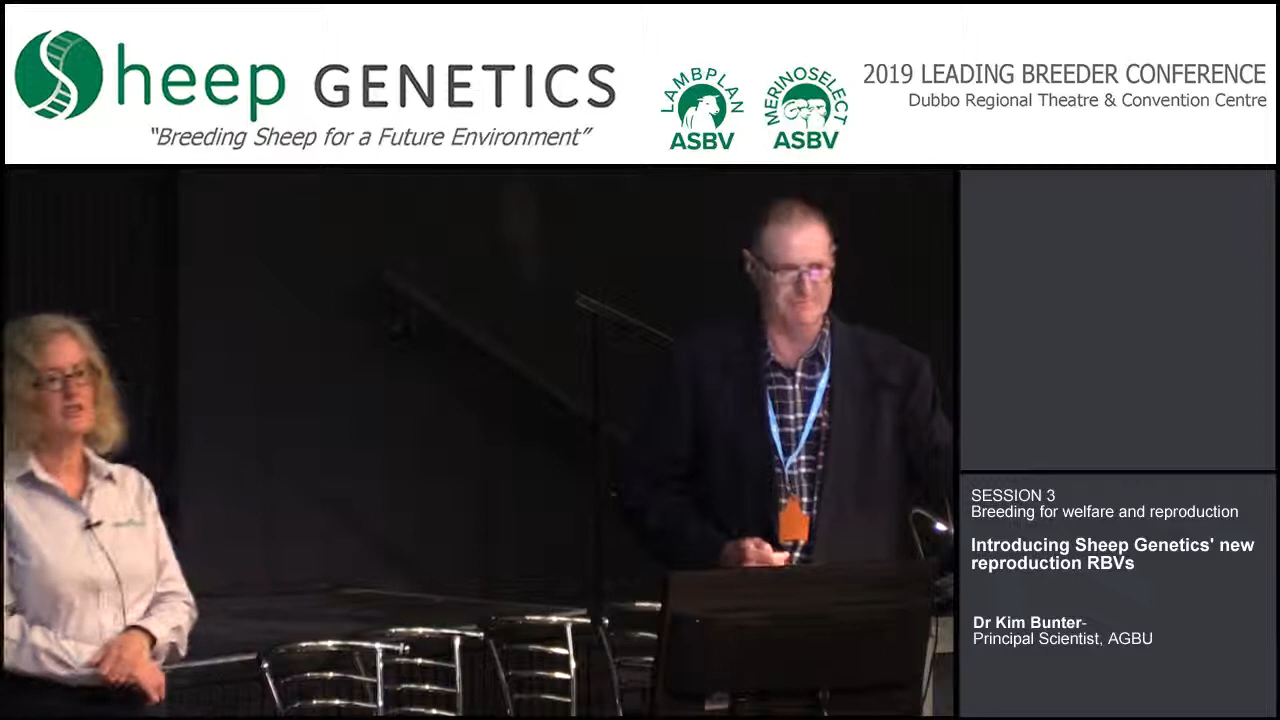 Sheep GENETICS
“Breeding Sheep for a Future Environment”
LAMBPLAN
ASBV
MERINOSELECT
ASBV
2019 LEADING BREEDER CONFERENCE
Dubbo Regional Theatre & Convention Centre
SESSION 3
Breeding for welfare and reproduction
Introducing Sheep Genetics' new
reproduction RBVs
Dr Kim Bunter-
Principal Scientist, AGBU